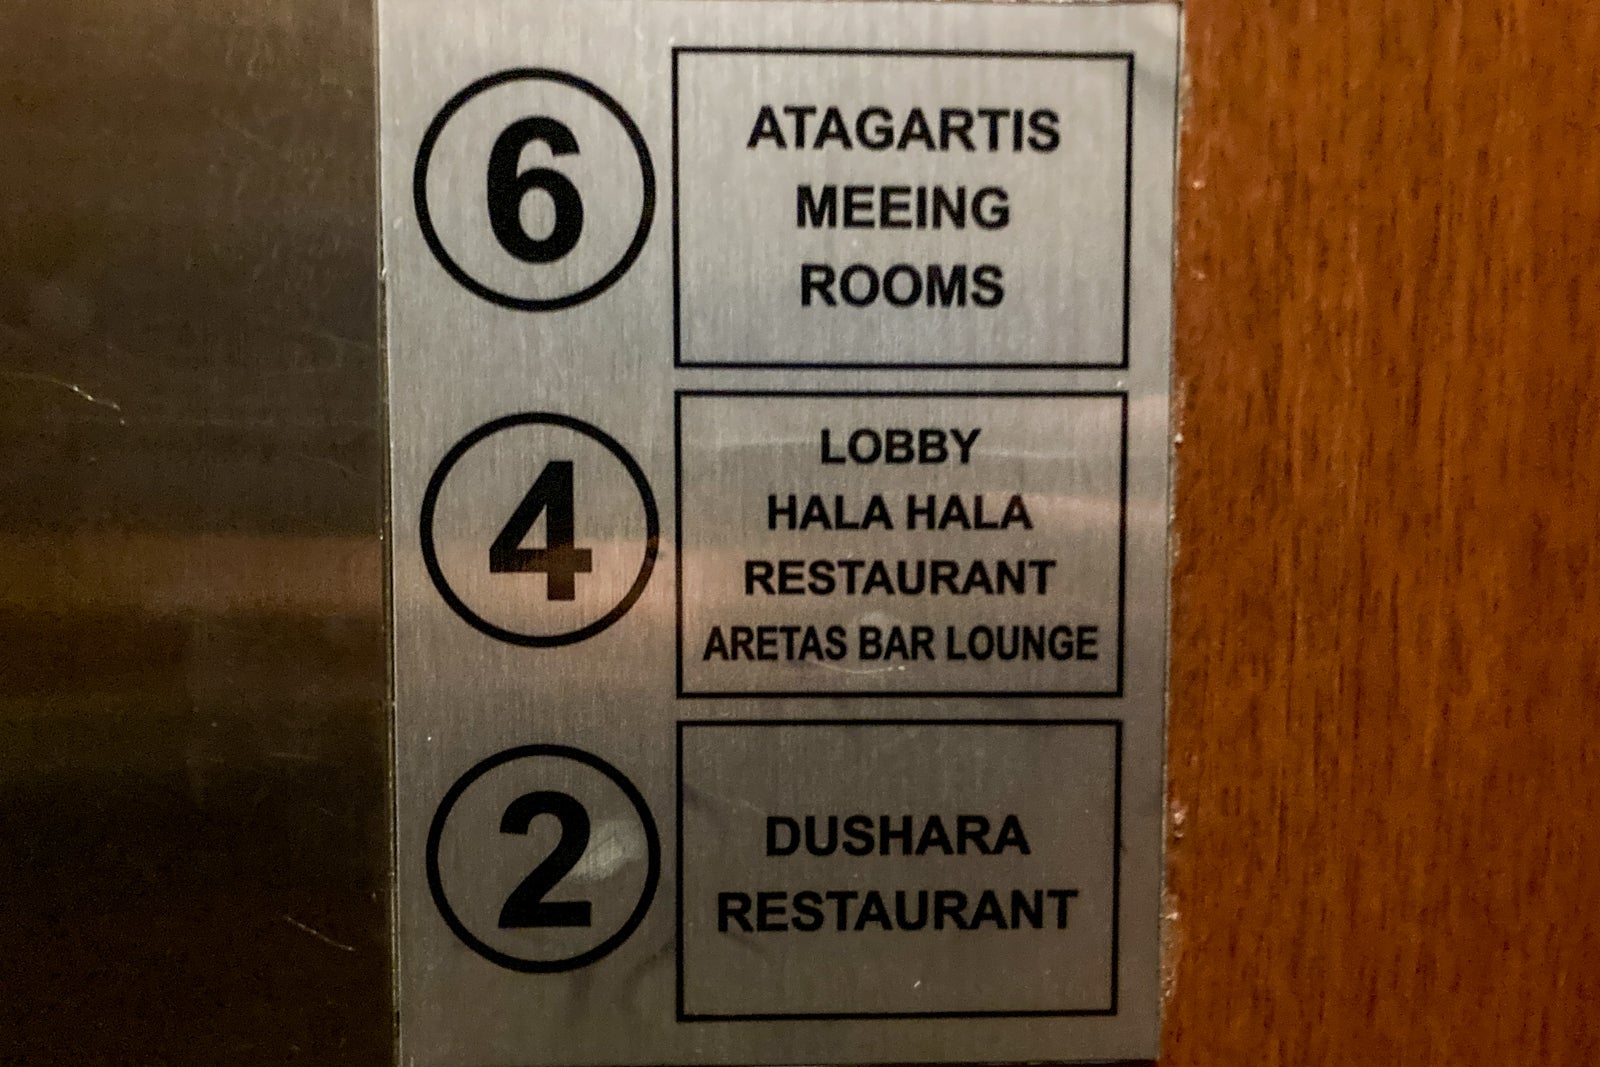 6
ATAGARTIS
MEEING
ROOMS
4
LOBBY
HALA HALA
RESTAURANT
ARETAS BAR LOUNGE
2
DUSHARA
RESTAURANT